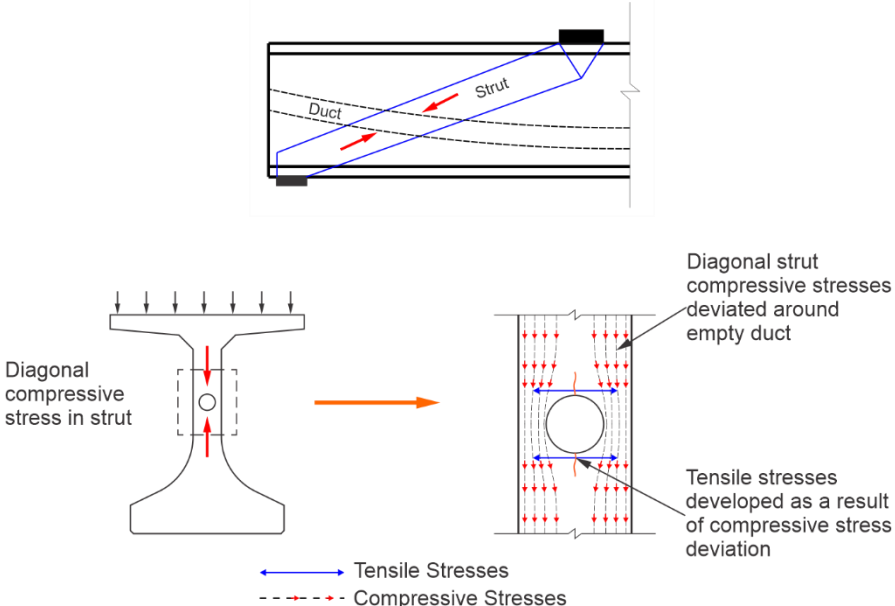 Duct
Strut
Diagonal strut
compressive stresses
deviated around
empty duct
Diagonal
compressive
stress in strut
Tensile stresses
developed as a result
of compressive stress
deviation
Tensile Stresses
Compressive Stresses